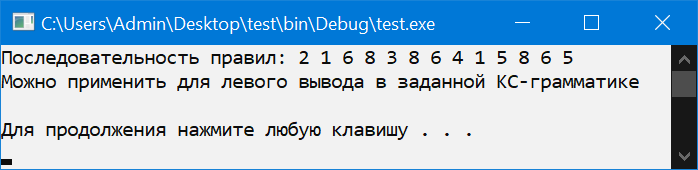 C:\Users\Admin\Desktop\test\bin\Debug\test.exe
Последовательность правил: 2 1 6 8 3 8 6 4 1 5 8 6 5
Можно применить для левого вывода в заданной КС-грамматике
Для продолжения нажмите любую клавишу . . .